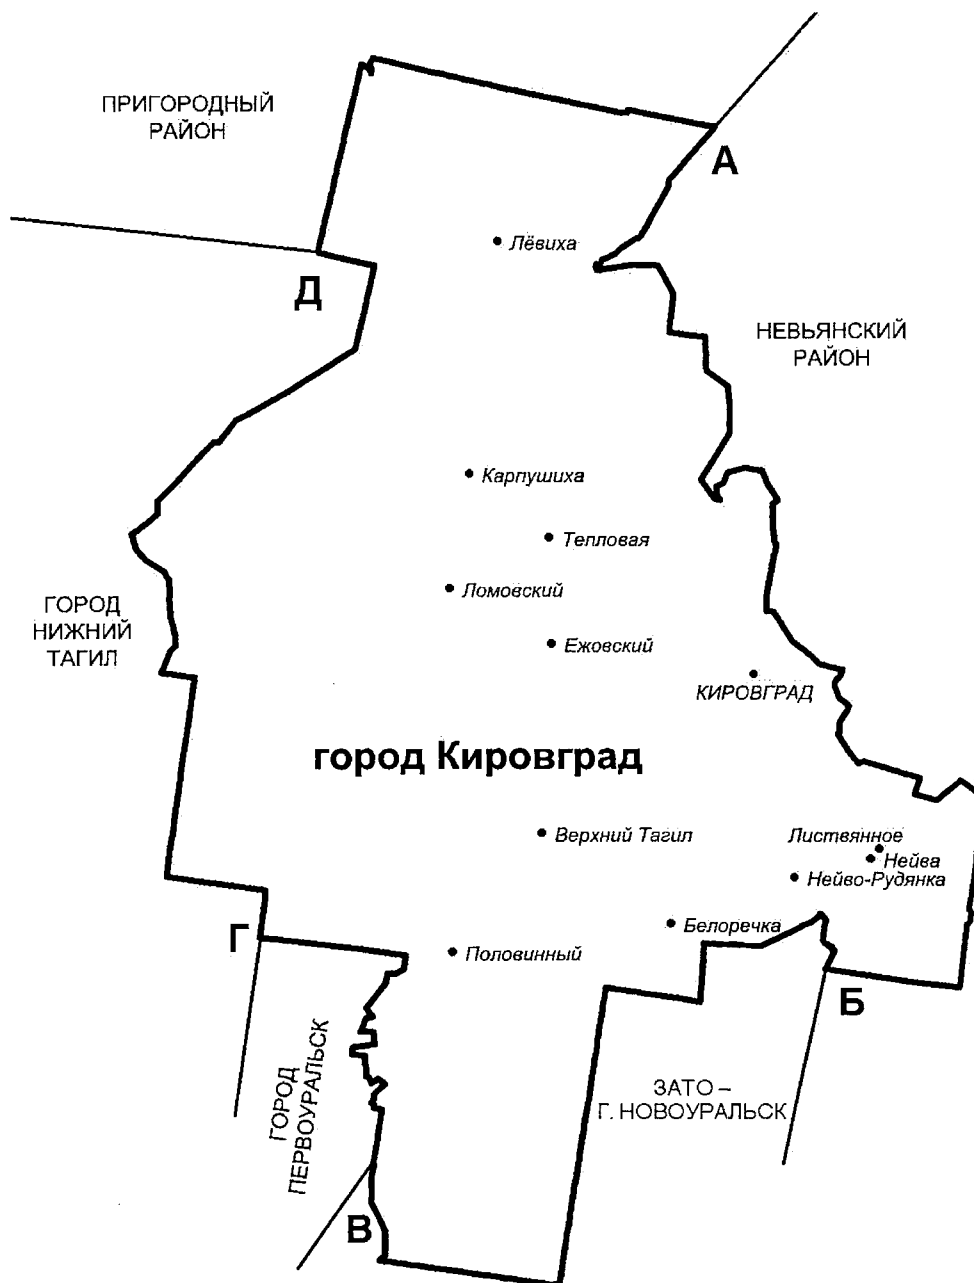 ПРИГОРОДНЫЙ
РАЙОН
А
Лёвиха
Д
НЕВЬЯНСКИЙ
РАЙОН
Карпушиха
Тепловая
Ломовский
ГОРОД
НИЖНИЙ
ТАГИЛ
Ежовский
КИРОВГРАД
город Кировград
Верхний Тагил
Листвянное
Нейва
Нейво-Рудянка
Белоречка
Г
Половинный
Б
ГОРОД
ПЕРВОУРАЛЬСК
ЗАТО –
Г. НОВОУРАЛЬСК
В